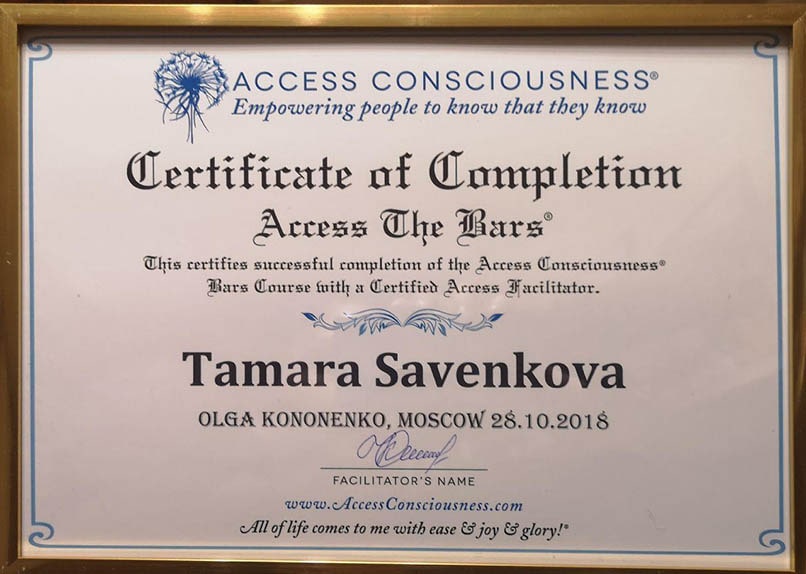 ACCESS CONSCIOUSNESS®
Empowering people to know that they know
Certificate of Completion
Access The Bars®
This certifies successful completion of the Access Consciousness®
Bars Course with a Certified Access Facilitator.
Tamara Savenkova
OLGA KONONENKO, MOSCOW 28.10.2018
FACILITATOR'S NAME
www.AccessConsciousness.com
All of life comes to me with ease & joy & glory!®